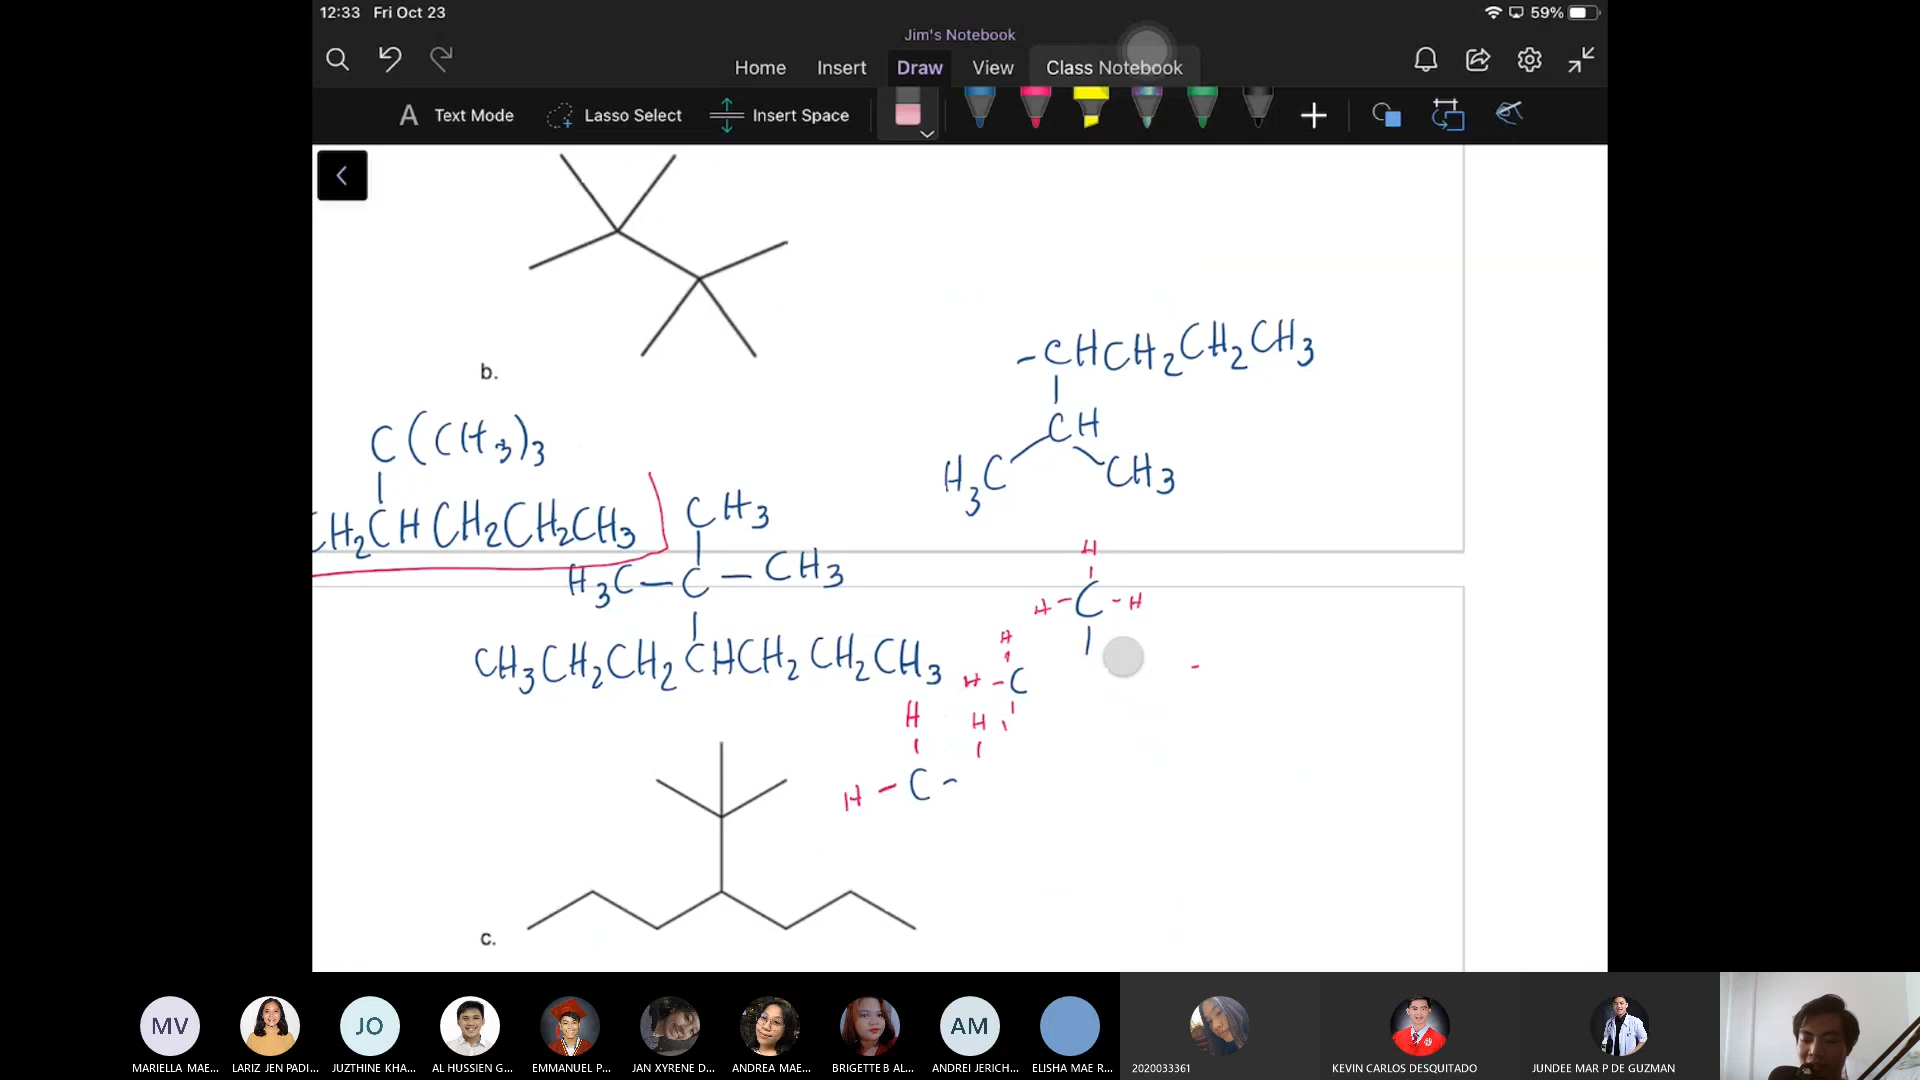 12:33 Fri Oct 23
59%
Jim's Notebook
Home Insert Draw View Class Notebook
A Text Mode Lasso Select Insert Space
b.
-CHCH2CH2CH3
CH
H3C CH3
C(CH3)3
CH2CHCH2CH2CH3
CH3
H3C-C-CH3
CH3CH2CH2CHCH2CH2CH3
H
H-C-H
H
H-C
H H
H-C-
c.
MV JO AM
MARIELLA MAE... LARIZ JEN PADI... JUZTHINE KHA... AL HUSSIEN G... EMMANUEL P... JAN XYRENE D... ANDREA MAE... BRIGETTE B AL... ANDREI JERICH... ELISHA MAE R... 2020033361 KEVIN CARLOS DESQUITADO JUNDEE MAR P DE GUZMAN